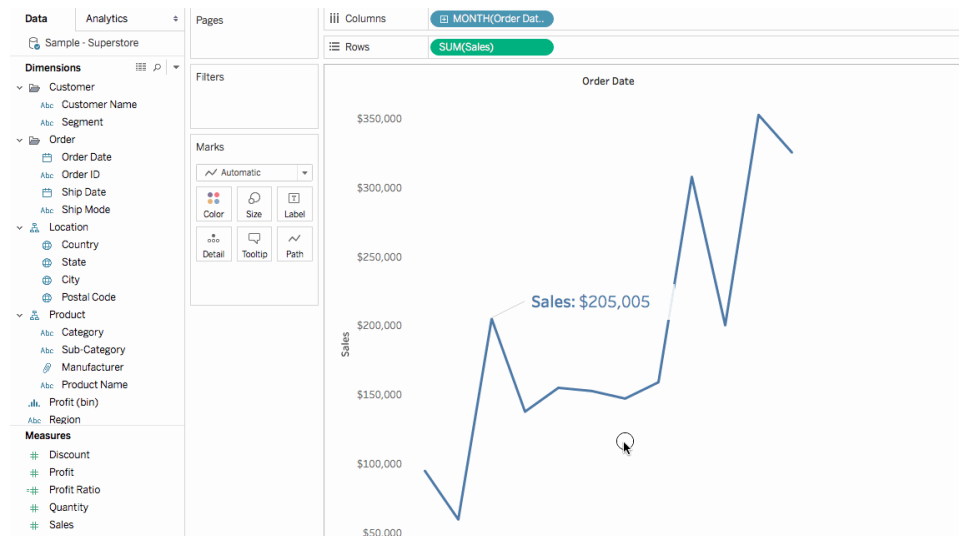 Data Analytics
Sample - Superstore
Dimensions
Customer
Abc Customer Name
Abc Segment
Order
Order Date
Abc Order ID
Ship Date
Abc Ship Mode
Location
Country
State
City
Postal Code
Product
Abc Category
Abc Sub-Category
Manufacturer
Abc Product Name
Profit (bin)
Abc Region
Measures
# Discount
# Profit
=# Profit Ratio
# Quantity
# Sales
Pages
Filters
Marks
Automatic
Color Size Label
Detail Tooltip Path
Columns MONTH(Order Dat..
Rows SUM(Sales)
Order Date
$350,000
$300,000
$250,000
Sales: $205,005
$200,000
Sales
$150,000
$100,000
$50,000